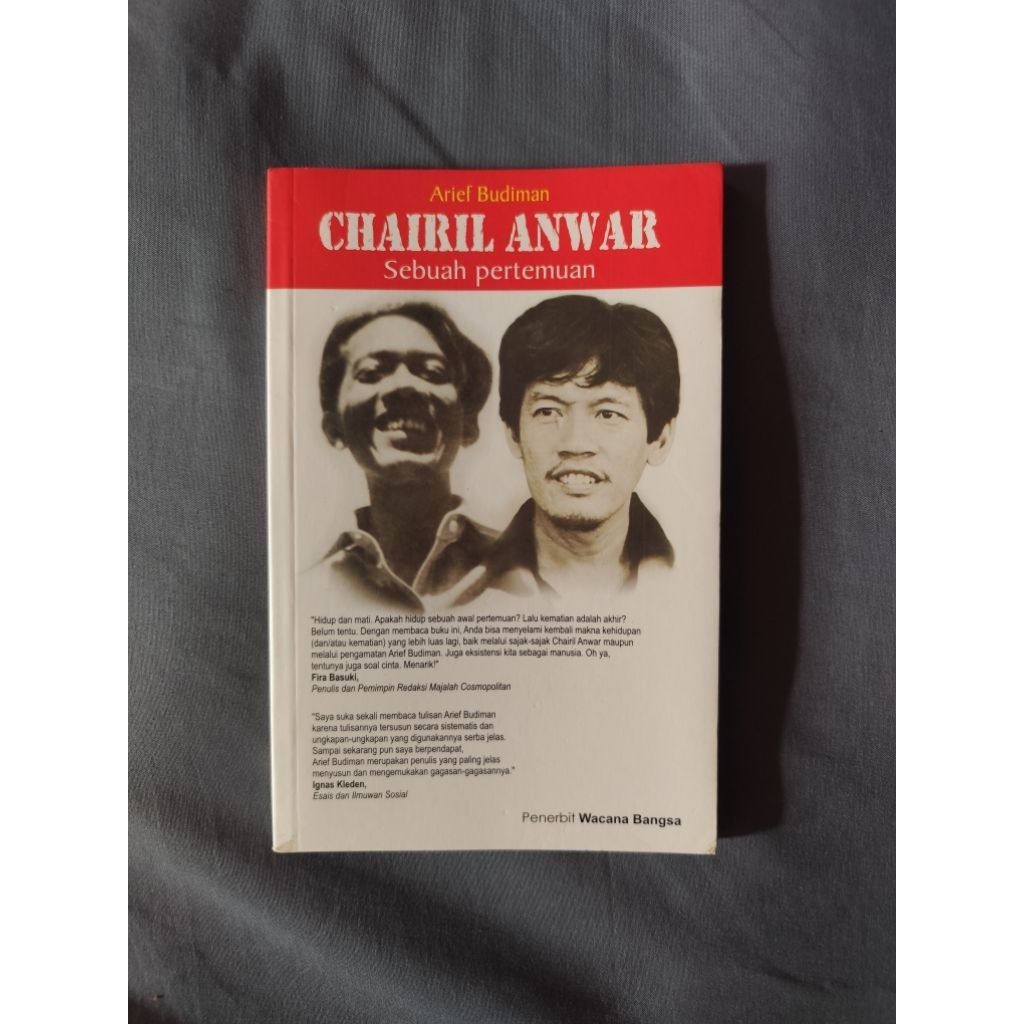 Arief Budiman
CHAIRIL ANWAR
Sebuah pertemuan
"Hidup dan mati. Apakah hidup sebuah awal pertemuan? Lalu kematian adalah akhir?
Belum tentu. Dengan membaca buku ini, Anda bisa menyelami kembali makna kehidupan
(dan/atau kematian) yang lebih luas lagi, baik melalui sajak-sajak Chairil Anwar maupun
melalui pengamatan Arief Budiman. Juga eksistensi kita sebagai manusia. Oh ya,
tentunya juga soal cinta. Menarik!"
Fira Basuki,
Penulis dan Pemimpin Redaksi Majalah Cosmopolitan
"Saya suka sekali membaca tulisan Arief Budiman
karena tulisannya tersusun secara sistematis dan
ungkapan-ungkapan yang digunakannya serba jelas.
Sampai sekarang pun saya berpendapat,
Arief Budiman merupakan penulis yang paling jelas
menyusun dan mengemukakan gagasan-gagasannya."
Ignas Kleden,
Esais dan Ilmuwan Sosial
Penerbit Wacana Bangsa